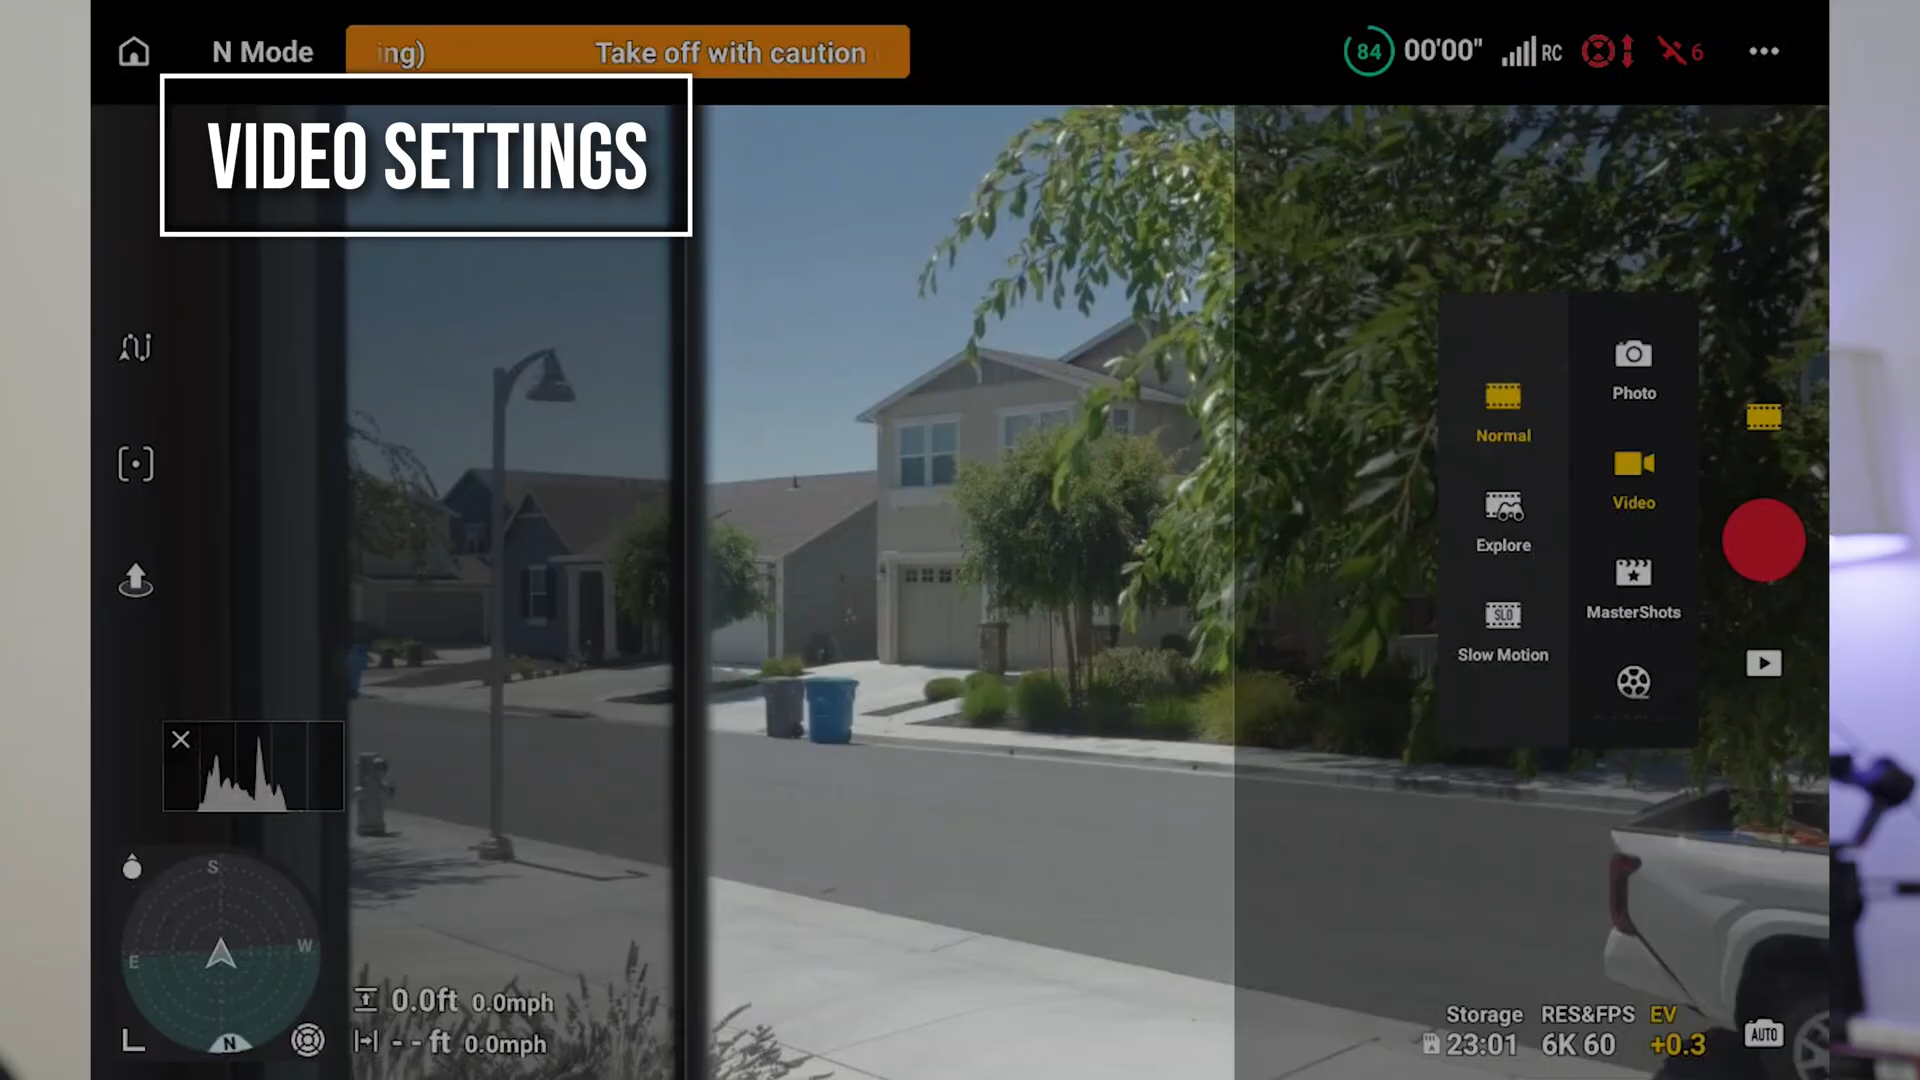 N Mode
ing) Take off with caution
84 00'00" RC 6
VIDEO SETTINGS
Photo
Normal
Video
Explore
MasterShots
SLO
Slow Motion
S
W
E
N
0.0ft 0.0mph
-- ft 0.0mph
Storage RES&FPS EV
23:01 6K 60 +0.3
AUTO